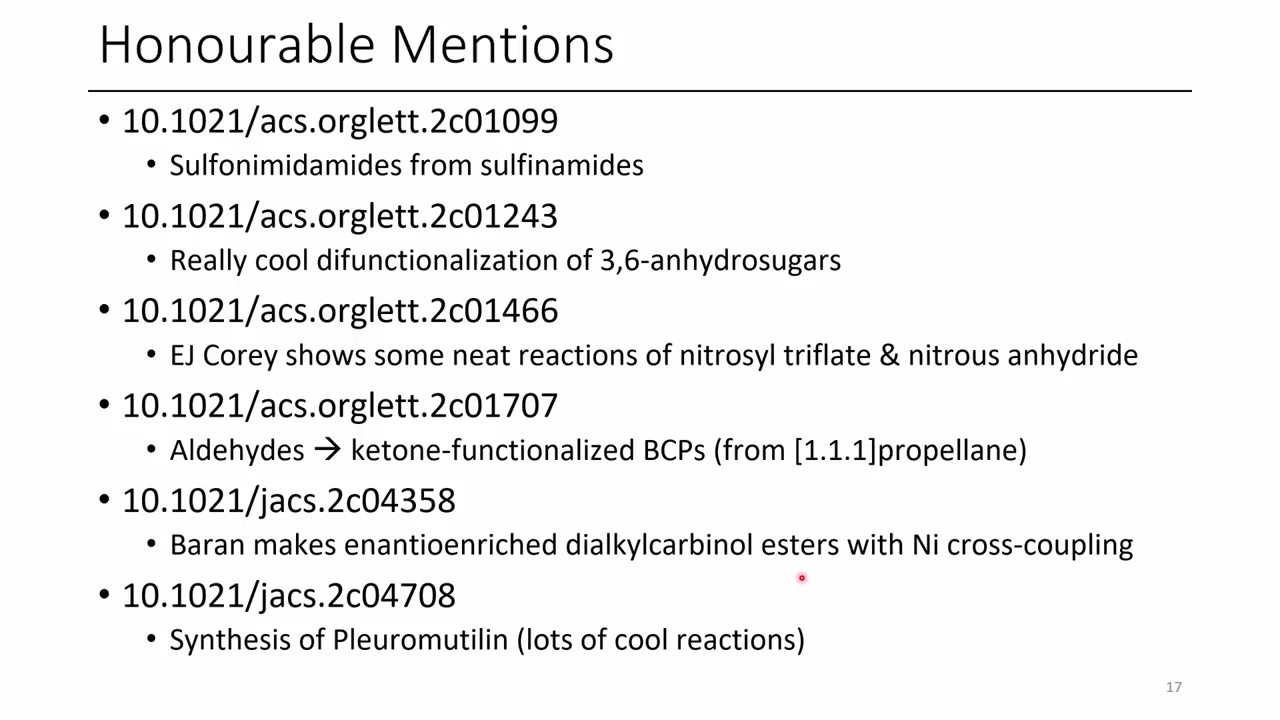 Honourable Mentions
• 10.1021/acs.orglett.2c01099
• Sulfonimidamides from sulfinamides
• 10.1021/acs.orglett.2c01243
• Really cool difunctionalization of 3,6-anhydrosugars
• 10.1021/acs.orglett.2c01466
• EJ Corey shows some neat reactions of nitrosyl triflate & nitrous anhydride
• 10.1021/acs.orglett.2c01707
• Aldehydes → ketone-functionalized BCPs (from [1.1.1]propellane)
• 10.1021/jacs.2c04358
• Baran makes enantioenriched dialkylcarbinol esters with Ni cross-coupling
• 10.1021/jacs.2c04708
• Synthesis of Pleuromutilin (lots of cool reactions)
17